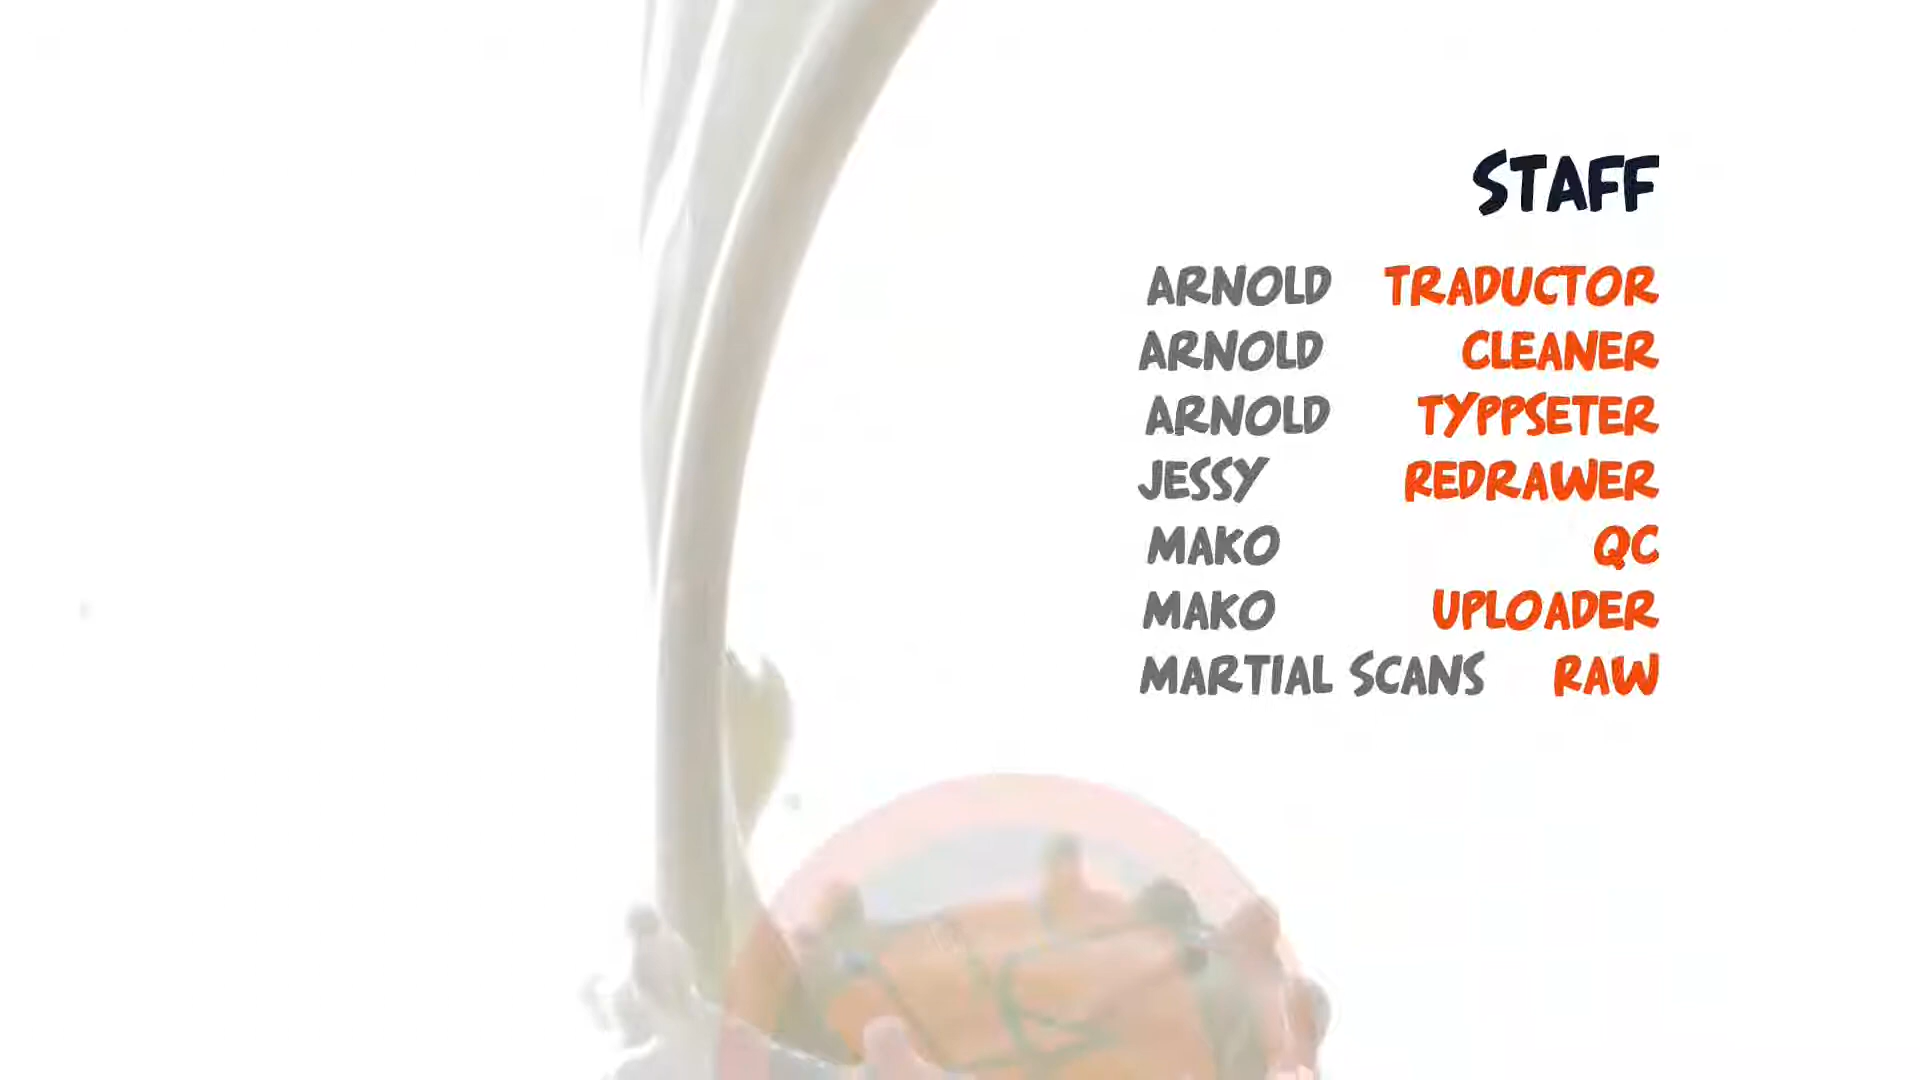 STAFF
ARNOLD TRADUCTOR
ARNOLD CLEANER
ARNOLD TYPPSETER
JESSY REDRAWER
MAKO QC
MAKO UPLOADER
MARTIAL SCANS RAW